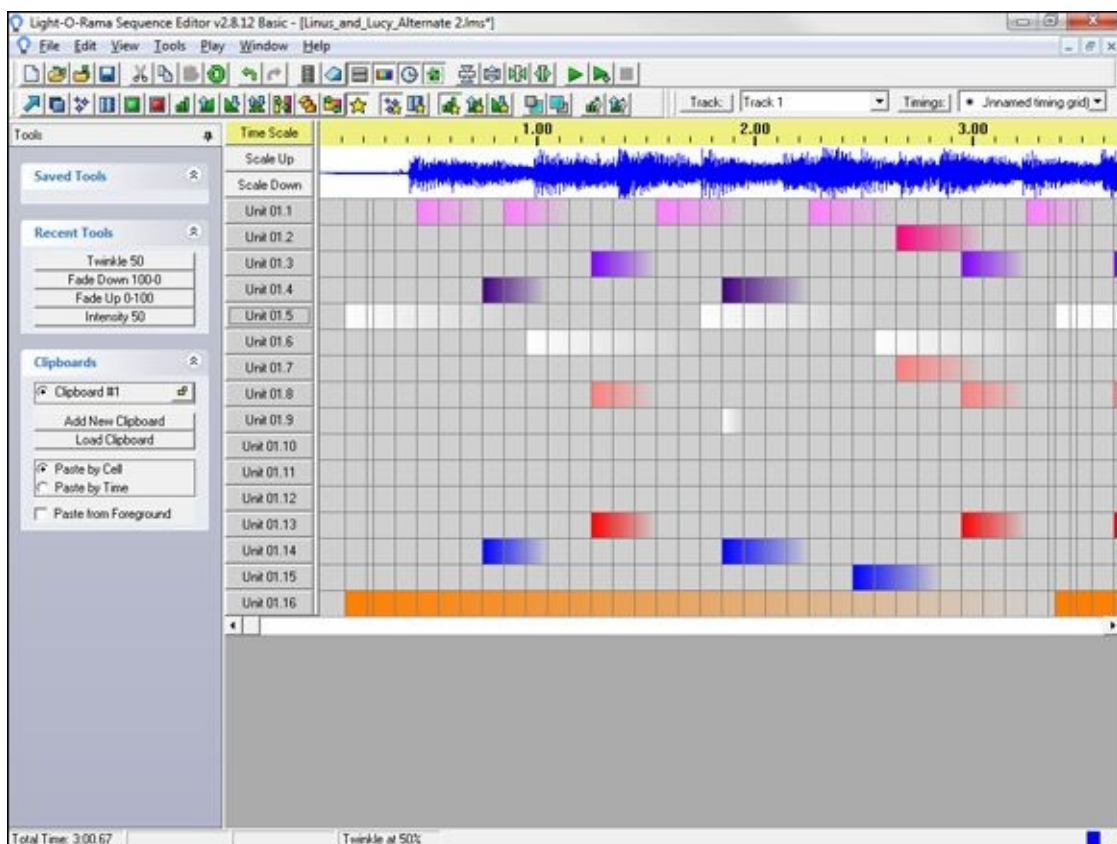 Light-O-Rama Sequence Editor v2.8.12 Basic - [Linus_and_Lucy_Alternate 2.lms*]
File Edit View Tools Play Window Help
Track: Track 1 Timings: Unnamed timing grid)
Tools
Time Scale 1.00 2.00 3.00
Scale Up
Scale Down
Saved Tools
Unit 01.1
Recent Tools
Unit 01.2
Twinkle 50
Unit 01.3
Fade Down 100-0
Unit 01.4
Fade Up 0-100
Intensity 50
Unit 01.5
Unit 01.6
Clipboards
Unit 01.7
Clipboard #1
Unit 01.8
Add New Clipboard
Unit 01.9
Load Clipboard
Unit 01.10
Paste by Cell
Unit 01.11
Paste by Time
Unit 01.12
Paste from Foreground
Unit 01.13
Unit 01.14
Unit 01.15
Unit 01.16
Total Time: 3:00.67 Twinkle at 50%